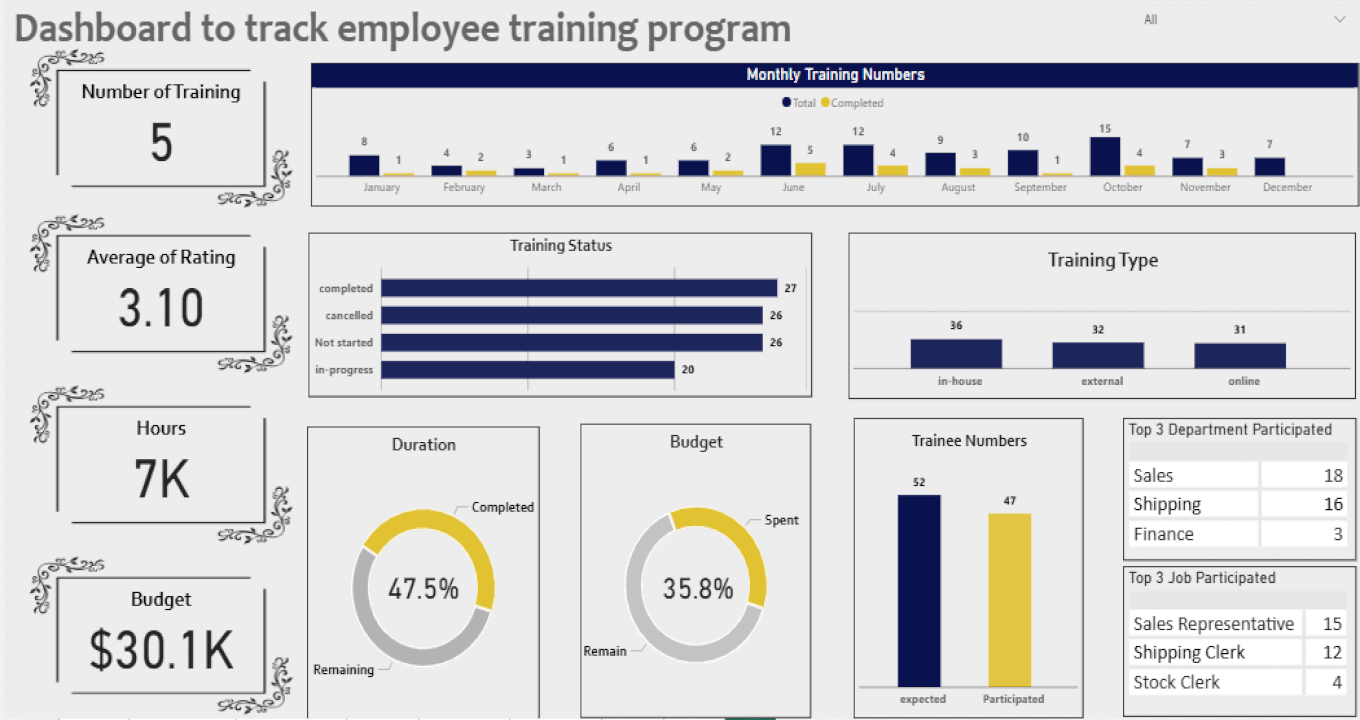 Dashboard to track employee training program
All
Number of Training
5
Average of Rating
3.10
Hours
7K
Budget
$30.1K
Monthly Training Numbers
Total Completed
8 1 4 2 3 1 6 1 6 2 12 5 12 4 9 3 10 1 15 4 7 3 7
January February March April May June July August September October November December
Training Status
completed 27
cancelled 26
Not started 26
in-progress 20
Training Type
36 32 31
in-house external online
Duration
Completed
47.5%
Remaining
Budget
Spent
35.8%
Remain
Trainee Numbers
52
47
expected Participated
Top 3 Department Participated
Sales 18
Shipping 16
Finance 3
Top 3 Job Participated
Sales Representative 15
Shipping Clerk 12
Stock Clerk 4